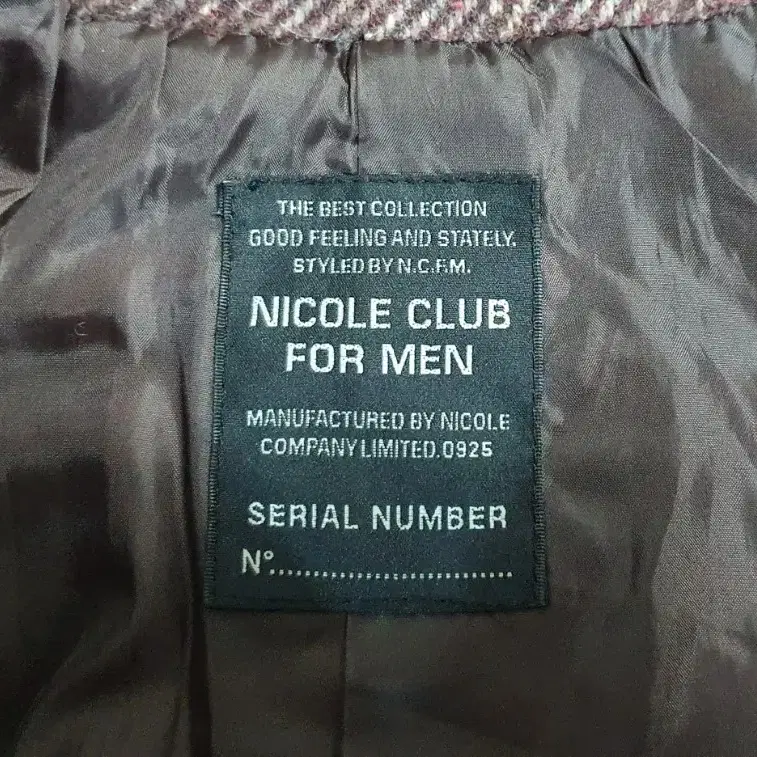 THE BEST COLLECTION
GOOD FEELING AND STATELY.
STYLED BY N.C.F.M.
NICOLE CLUB
FOR MEN
MANUFACTURED BY NICOLE
COMPANY LIMITED.0925
SERIAL NUMBER
N°..............................